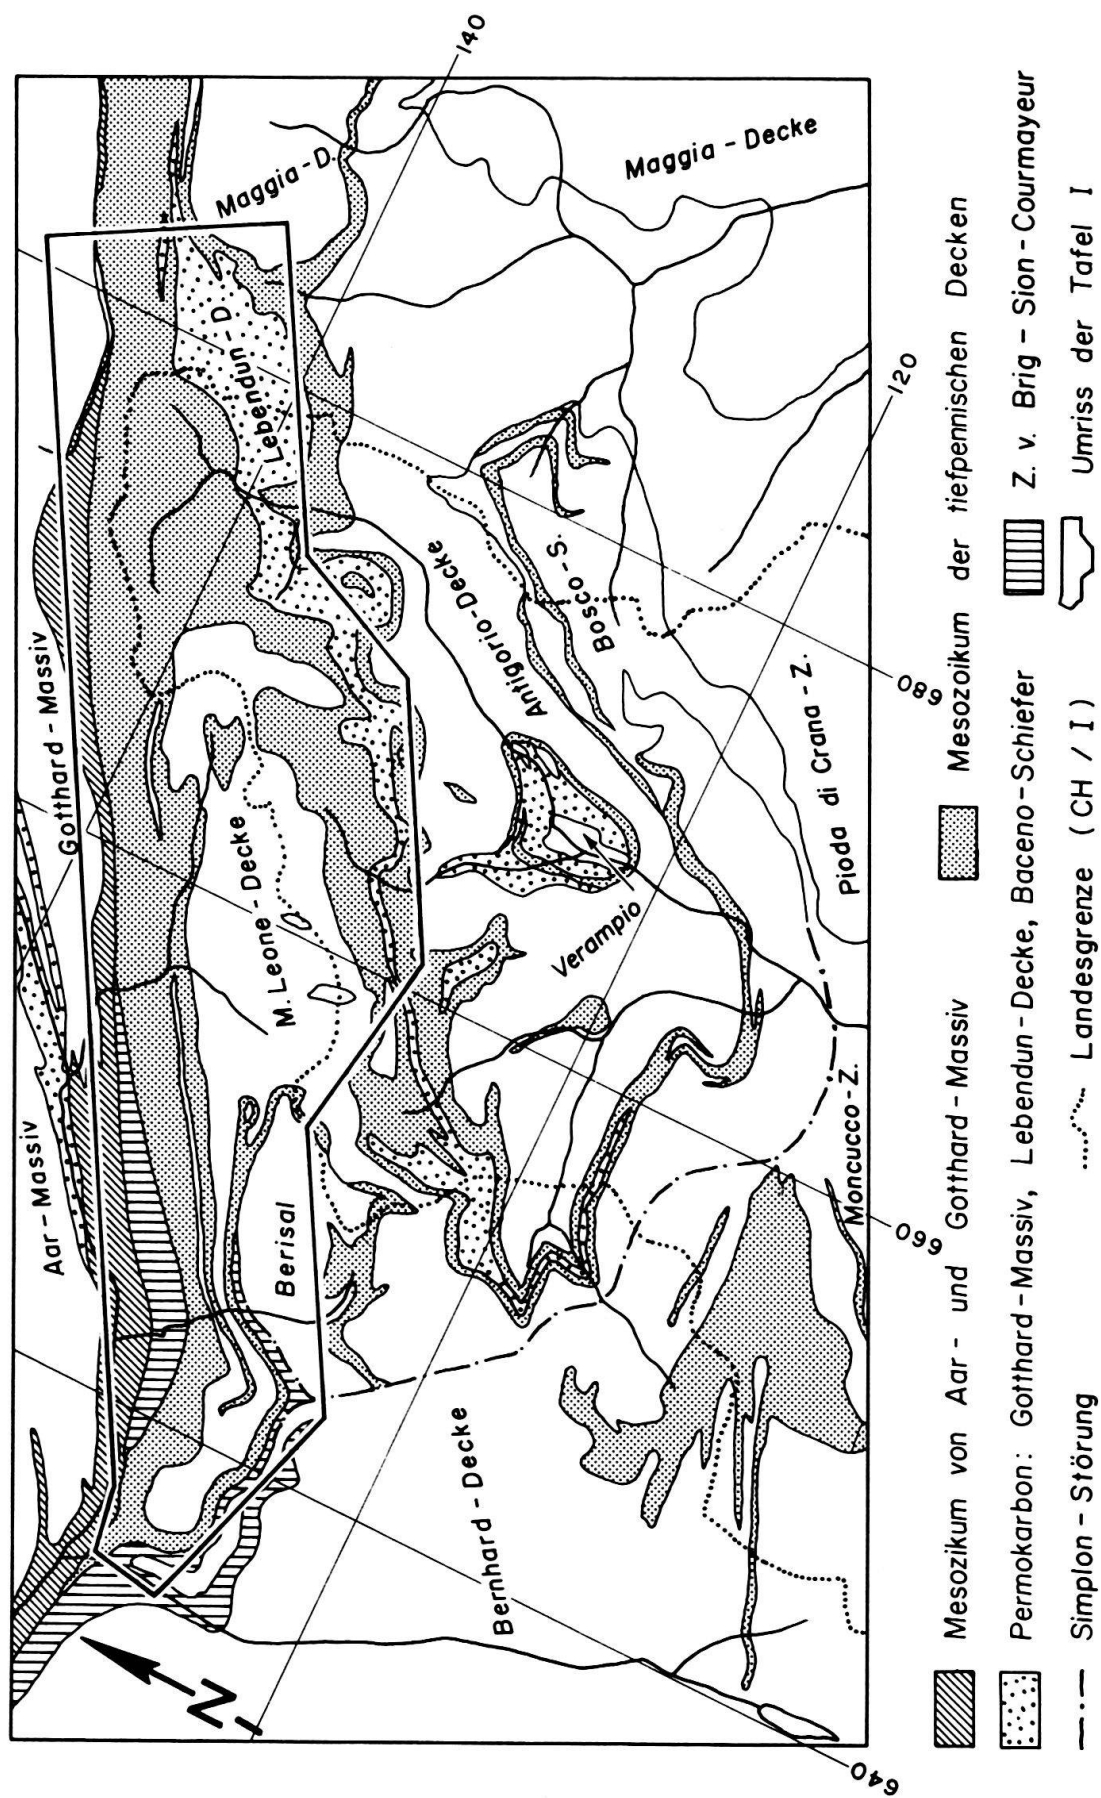 Aar-Massiv
Gotthard-Massiv
Maggia-D.
Lebendun-D.
Maggia-Decke
M. Leone-Decke
Antigorio-Decke
Bosco-S.
Berisal
Verampio
Pioda di Crana-Z.
Bernhard-Decke
Moncucco-Z.
N
140
120
680
660
640
Mesozikum von Aar- und Gotthard-Massiv
Mesozoikum der tiefpennischen Decken
Permokarbon: Gotthard-Massiv, Lebendun-Decke, Baceno-Schiefer
Z. v. Brig-Sion-Courmayeur
Simplon-Störung
Landesgrenze (CH / I)
Umriss der Tafel I